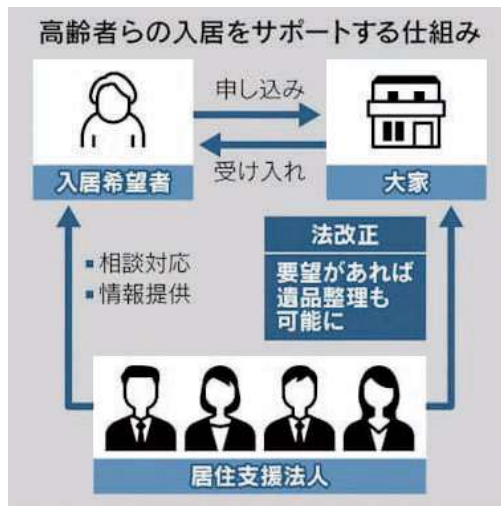 高齢者らの入居をサポートする仕組み
申し込み
入居希望者
受け入れ
大家
▪相談対応
▪情報提供
法改正
要望があれば
遺品整理も
可能に
居住支援法人